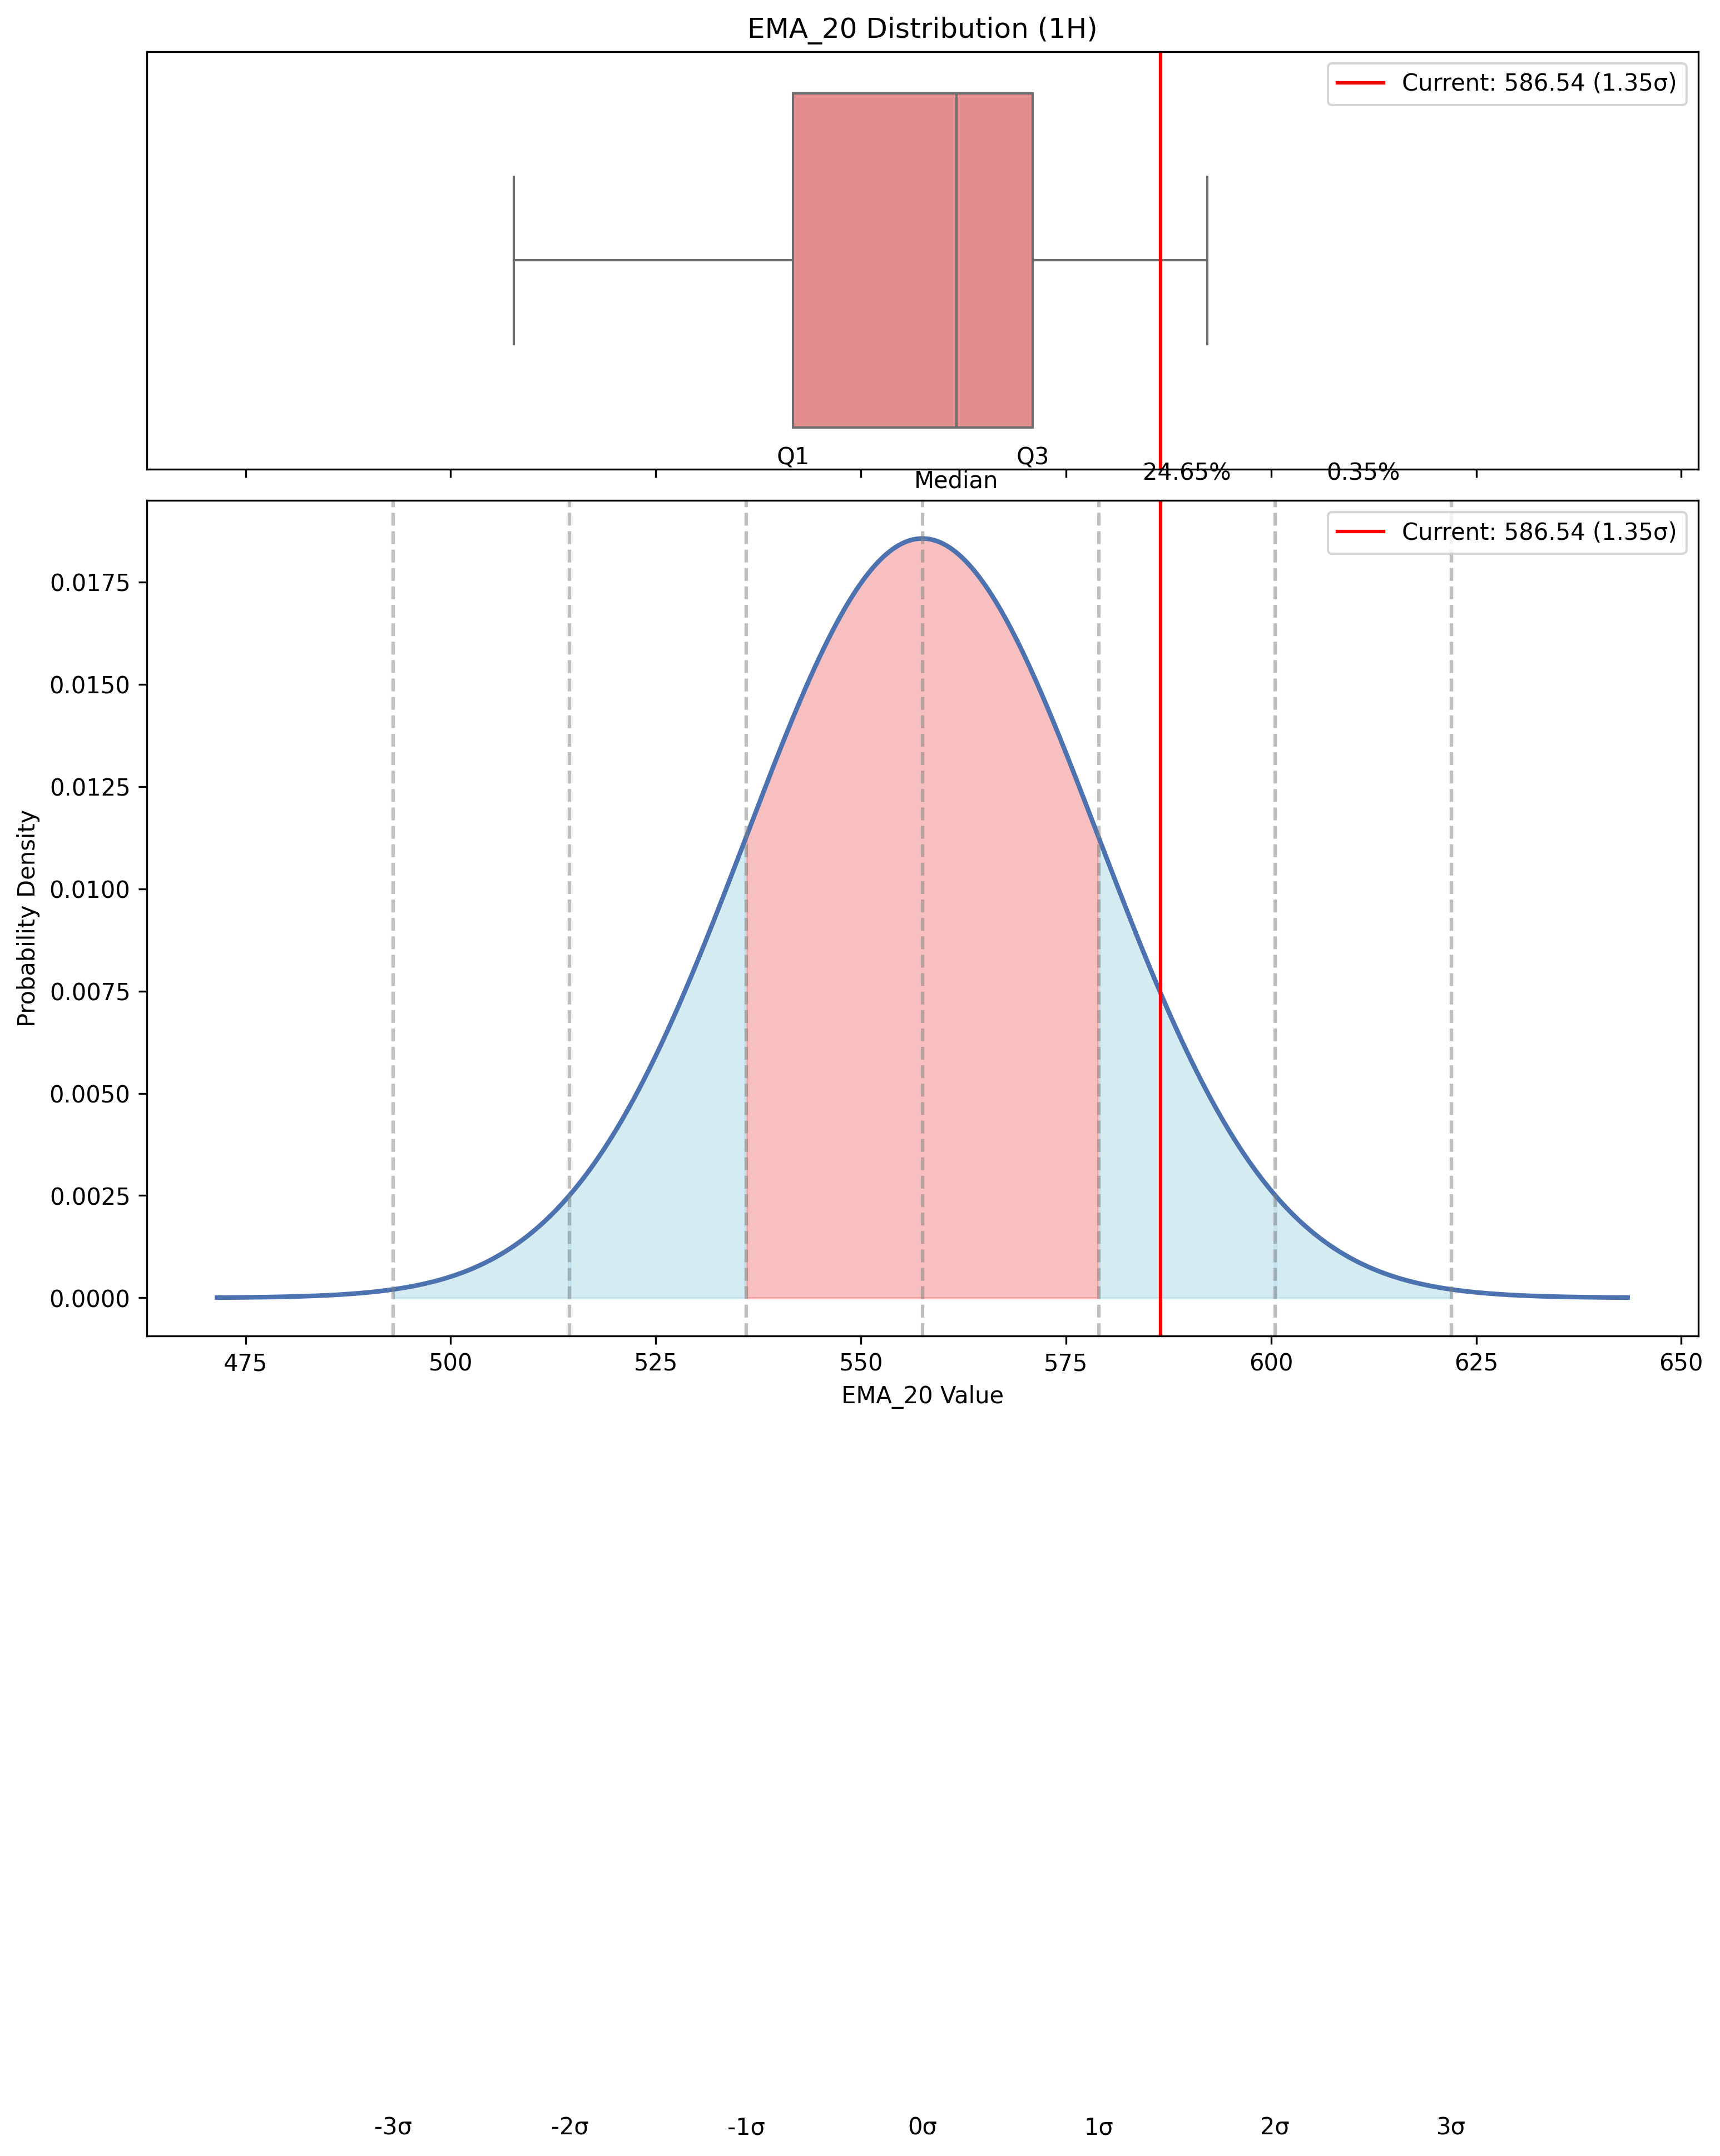 EMA_20 Distribution (1H)
Current: 586.54 (1.35σ)
Q1
Q3
Median
24.65%
0.35%
Current: 586.54 (1.35σ)
Probability Density
0.0175
0.0150
0.0125
0.0100
0.0075
0.0050
0.0025
0.0000
475 500 525 550 575 600 625 650
EMA_20 Value
-3σ -2σ -1σ 0σ 1σ 2σ 3σ